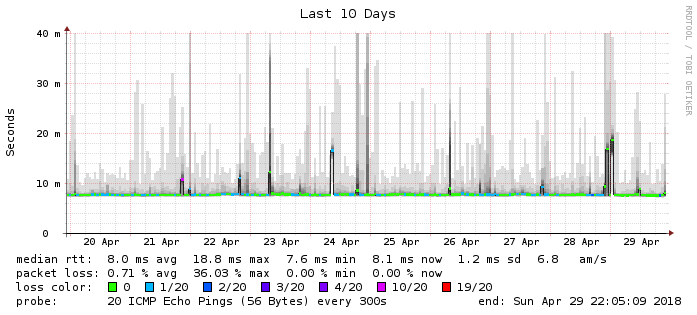 Last 10 Days
RRDTOOL / TOBI OETIKER
Seconds
40 m
30 m
20 m
10 m
0
20 Apr 21 Apr 22 Apr 23 Apr 24 Apr 25 Apr 26 Apr 27 Apr 28 Apr 29 Apr
median rtt: 8.0 ms avg 18.8 ms max 7.6 ms min 8.1 ms now 1.2 ms sd 6.8 am/s
packet loss: 0.71 % avg 36.03 % max 0.00 % min 0.00 % now
loss color: 0 1/20 2/20 3/20 4/20 10/20 19/20
probe: 20 ICMP Echo Pings (56 Bytes) every 300s end: Sun Apr 29 22:05:09 2018